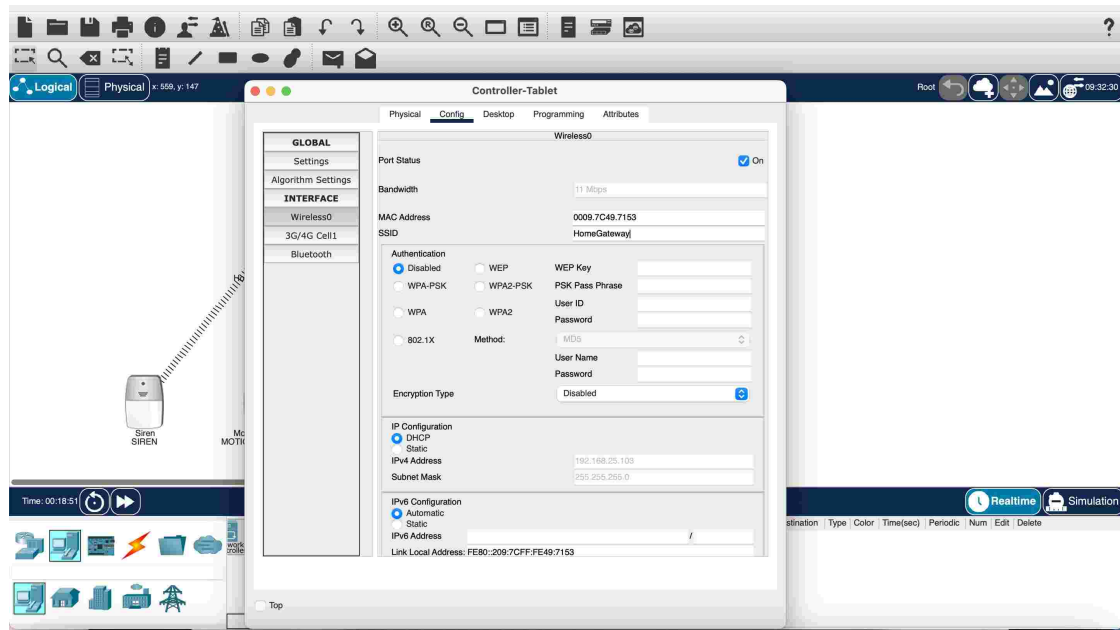 ?
Logical
Physical
x: 559, y: 147
Root
09:32:30
Controller-Tablet
Physical Config Desktop Programming Attributes
GLOBAL
Settings
Algorithm Settings
INTERFACE
Wireless0
3G/4G Cell1
Bluetooth
Wireless0
Port Status
On
Bandwidth
11 Mbps
MAC Address
0009.7C49.7153
SSID
HomeGateway
Authentication
Disabled WEP WEP Key
WPA-PSK WPA2-PSK PSK Pass Phrase
User ID
WPA WPA2
Password
802.1X Method: MD5
User Name
Password
Encryption Type Disabled
IP Configuration
DHCP
Static
IPv4 Address 192.168.25.103
Subnet Mask 255.255.255.0
IPv6 Configuration
Automatic
Static
IPv6 Address /
Link Local Address: FE80::209:7CFF:FE49:7153
Top
Siren
SIREN
Time: 00:18:51
Realtime
Simulation
Type Color Time(sec) Periodic Num Edit Delete